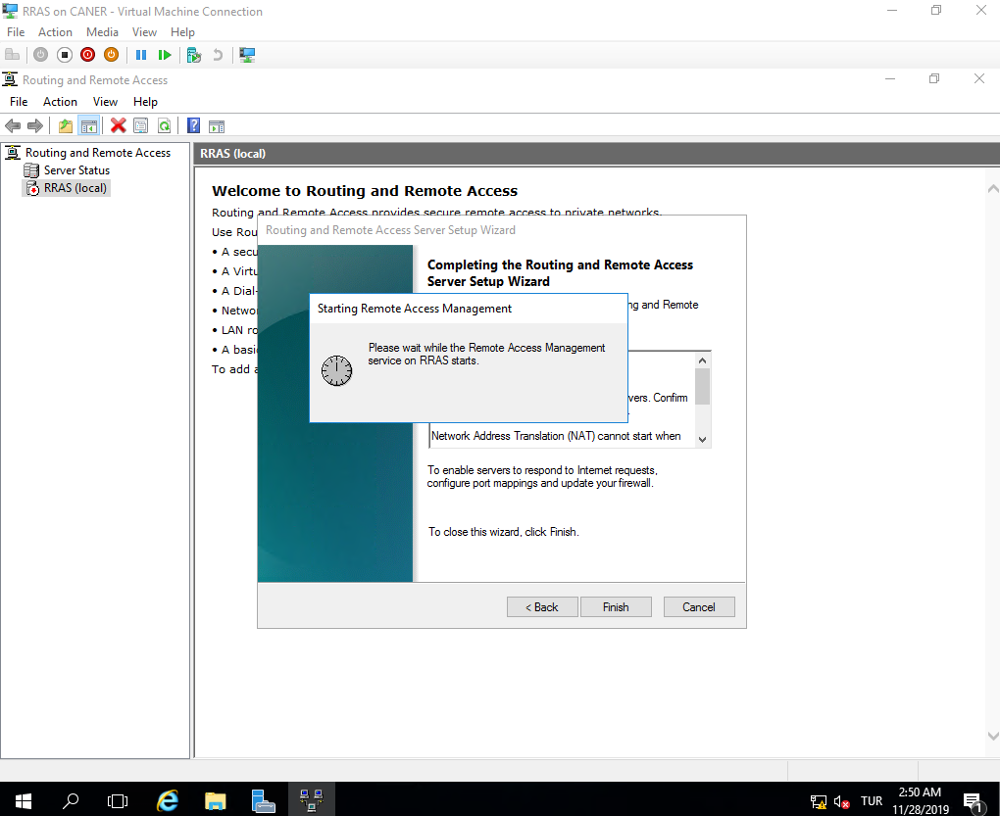 RRAS on CANER - Virtual Machine Connection
File Action Media View Help
Routing and Remote Access
File Action View Help
Routing and Remote Access
Server Status
RRAS (local)
RRAS (local)
Welcome to Routing and Remote Access
Routing and Remote Access provides secure remote access to private networks.
Use Rou
• A secu
• A Virtu
• A Dial-
• Networ
• LAN ro
• A basi
To add a
Routing and Remote Access Server Setup Wizard
Completing the Routing and Remote Access
Server Setup Wizard
ng and Remote
Starting Remote Access Management
Please wait while the Remote Access Management
service on RRAS starts.
vers. Confirm
Network Address Translation (NAT) cannot start when
To enable servers to respond to Internet requests,
configure port mappings and update your firewall.
To close this wizard, click Finish.
< Back Finish Cancel
TUR
2:50 AM
11/28/2019
1